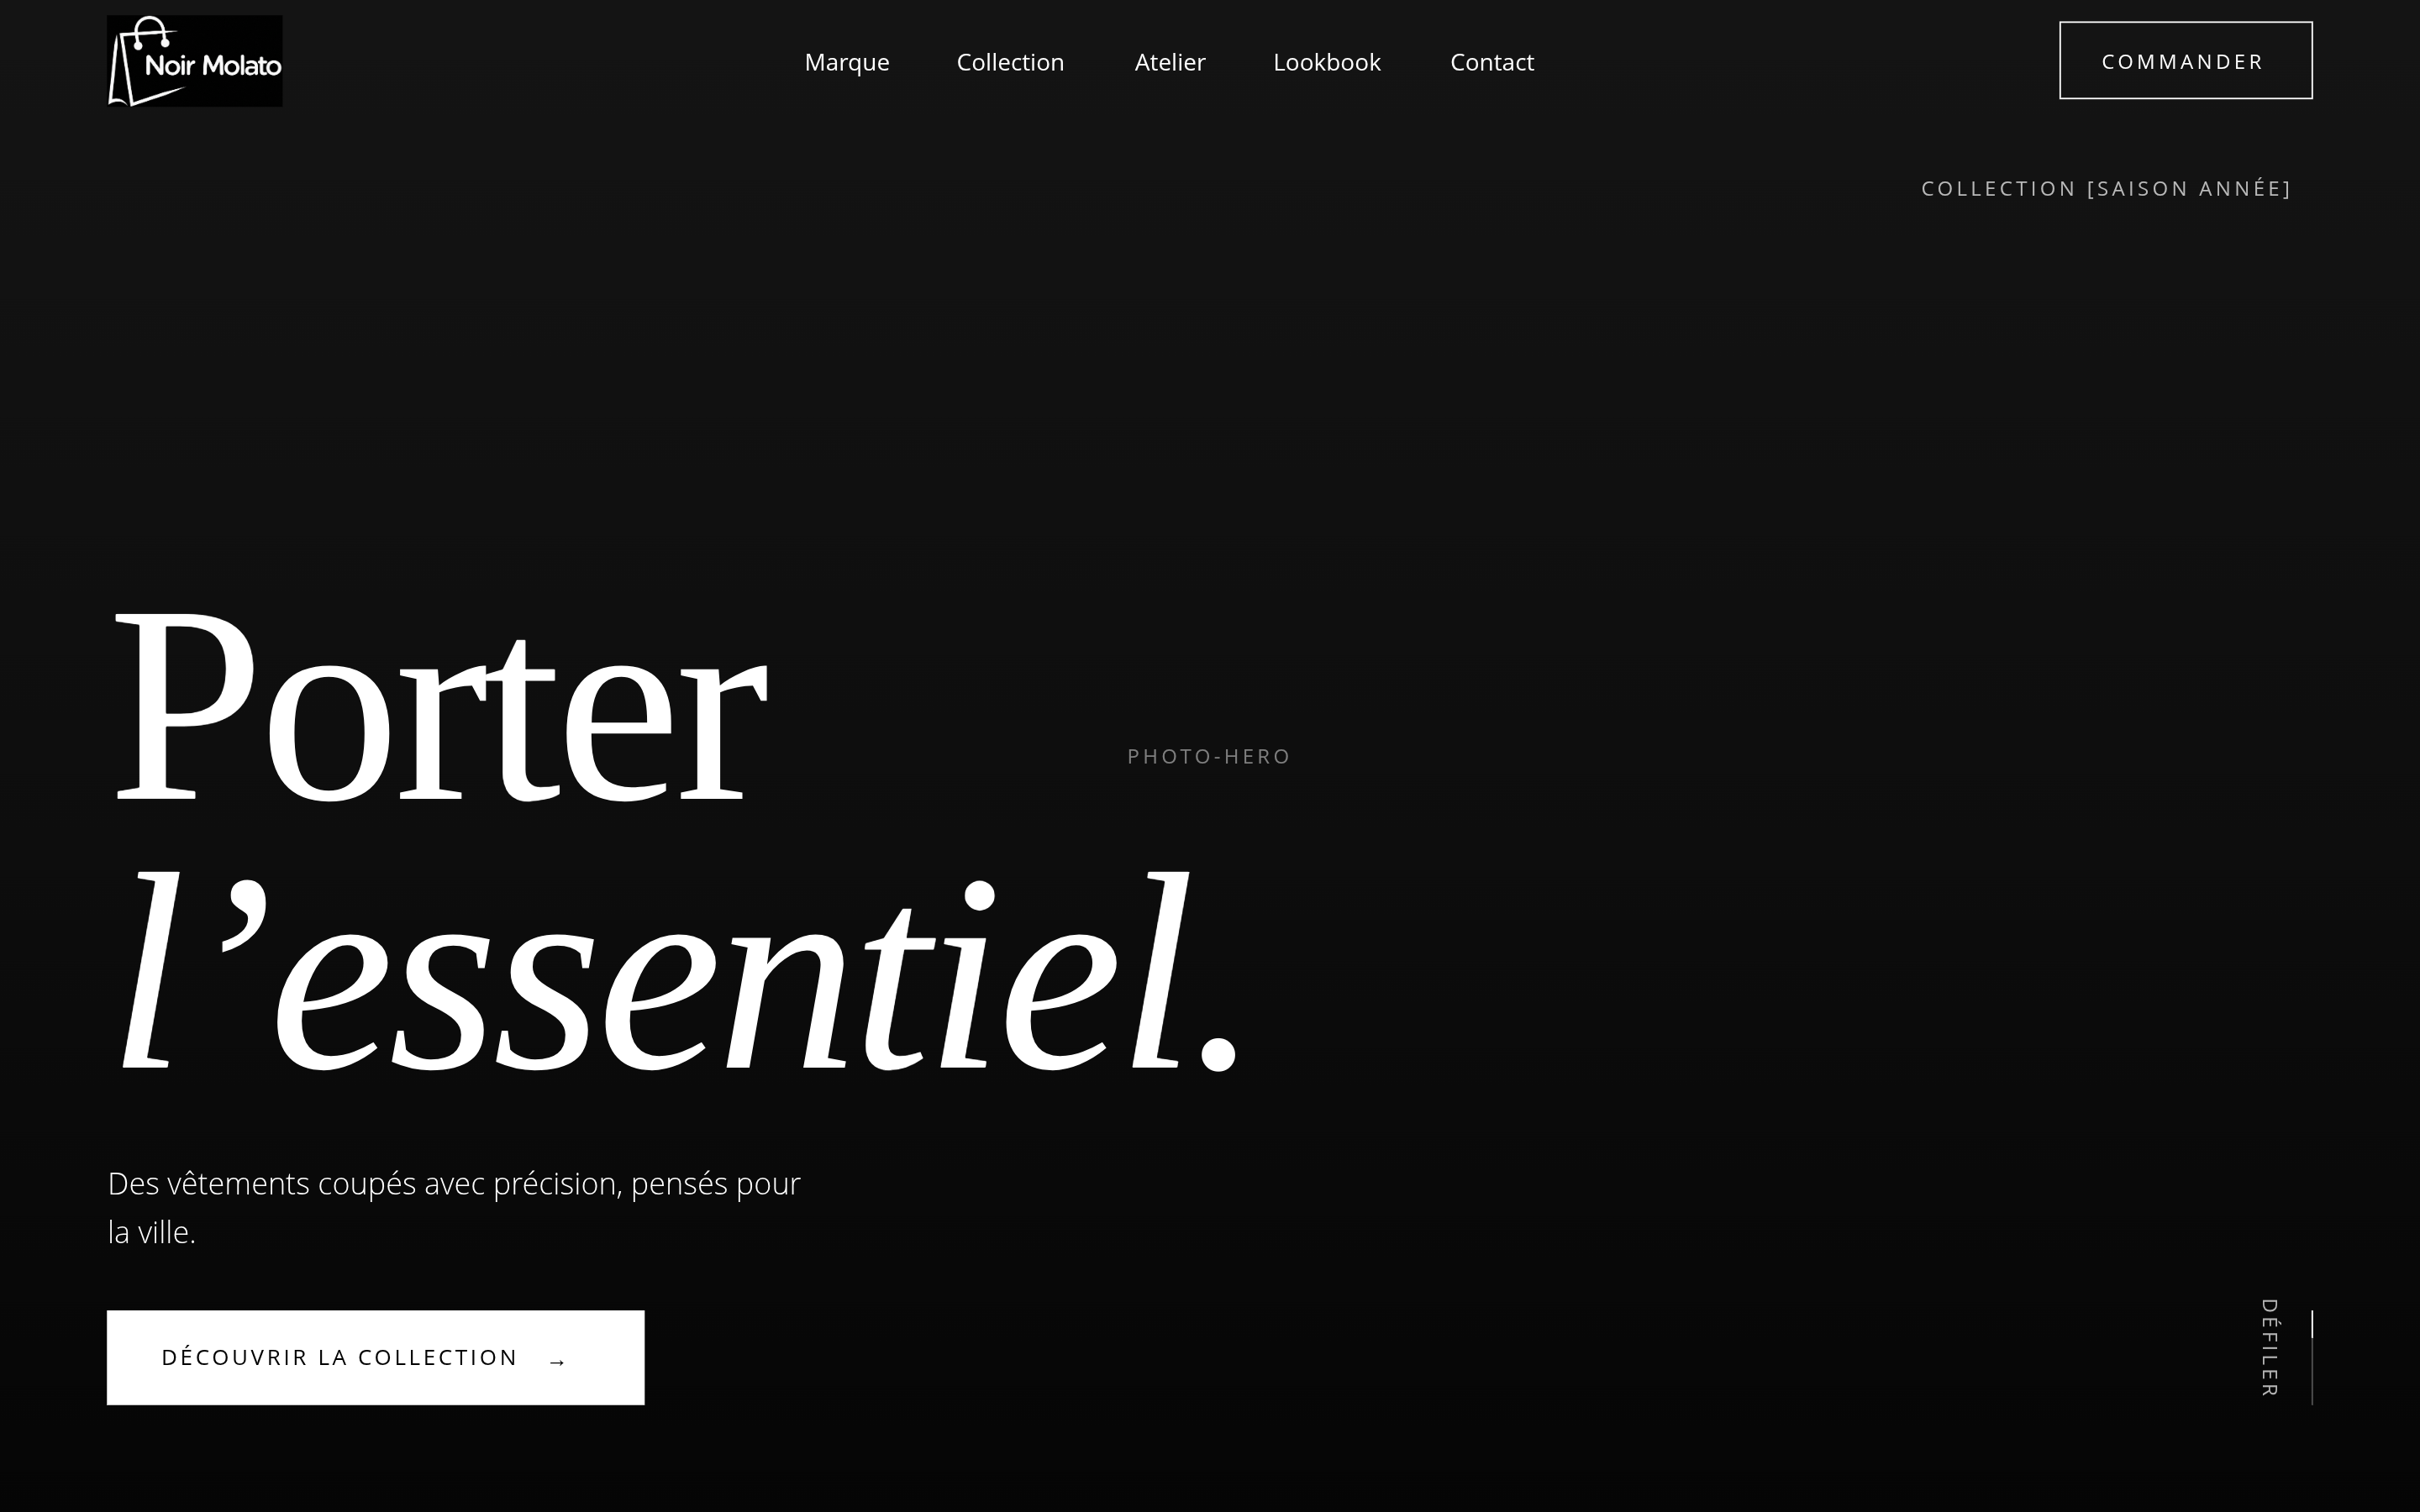 Noir Molato
Marque
Collection
Atelier
Lookbook
Contact
COMMANDER
COLLECTION [SAISON ANNÉE]
Porter
PHOTO-HERO
l’essentiel.
Des vêtements coupés avec précision, pensés pour
la ville.
DÉCOUVRIR LA COLLECTION →
DÉFILER